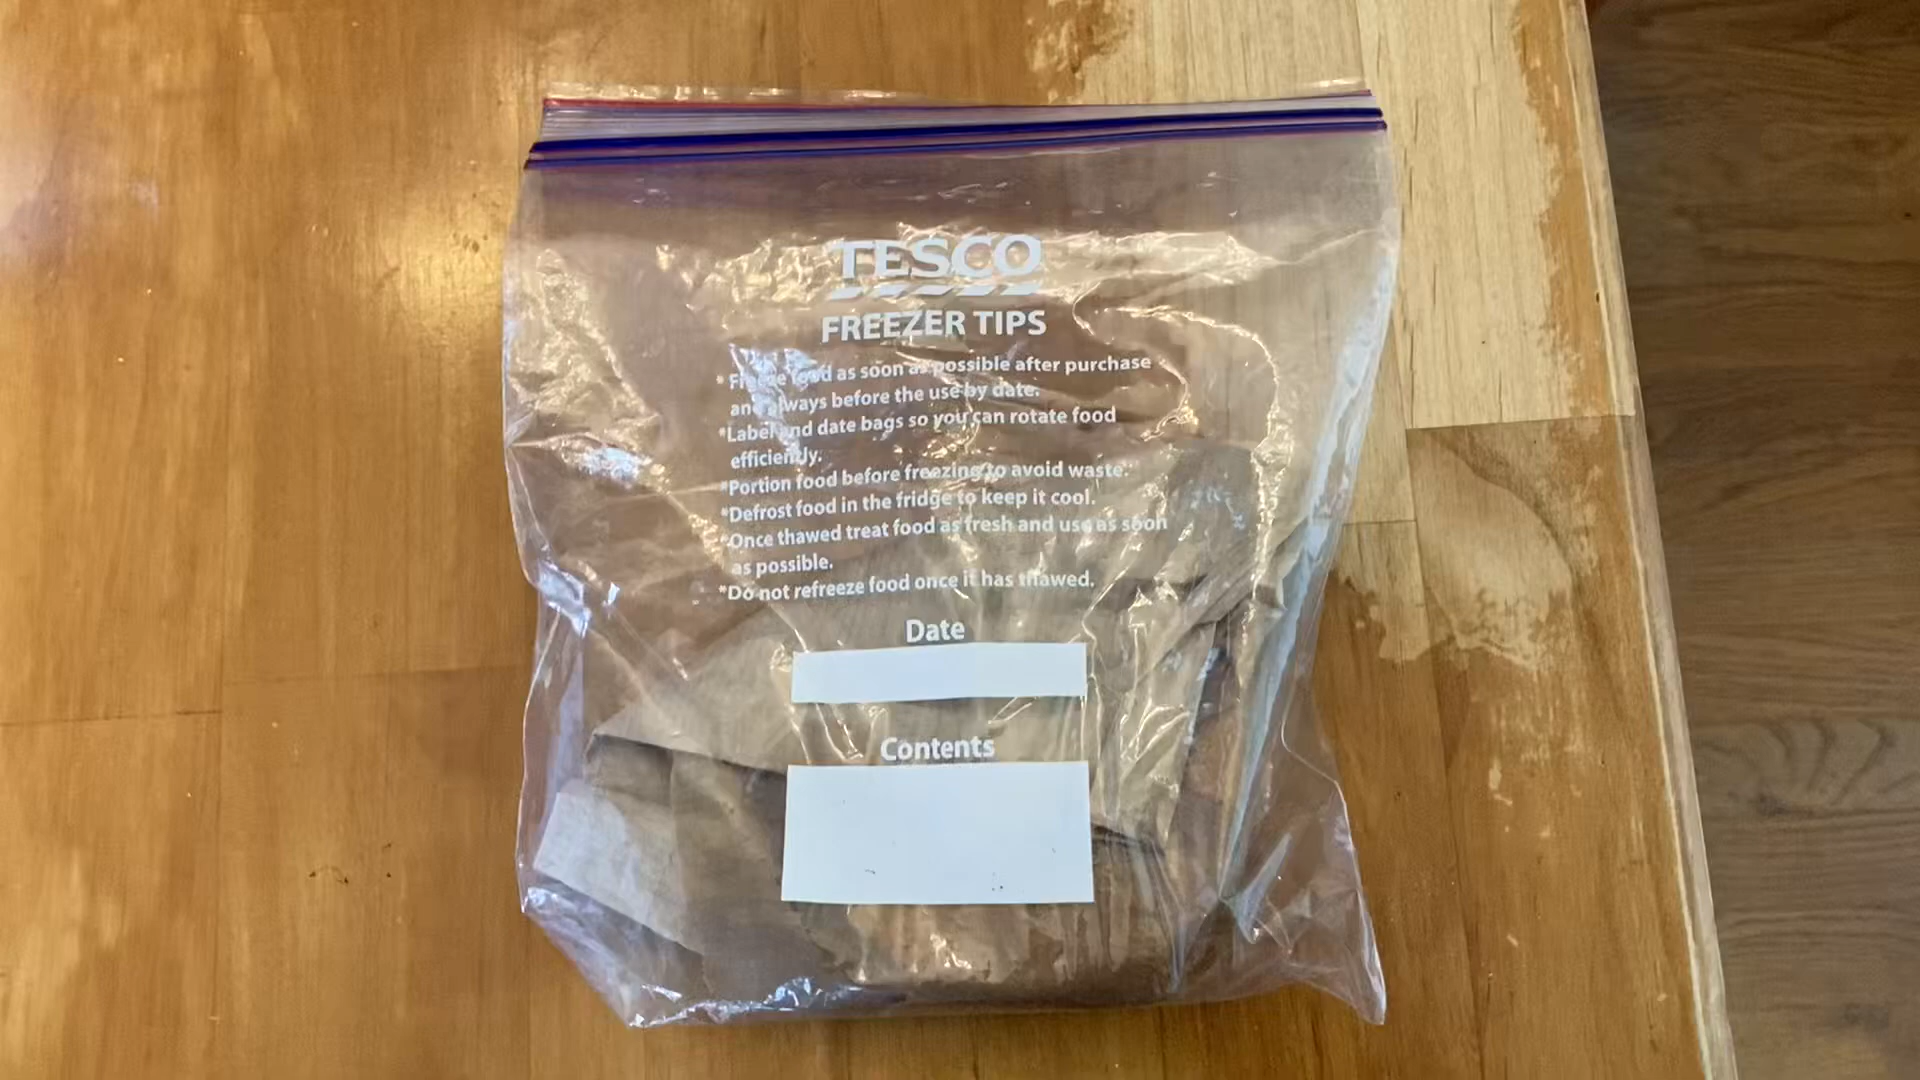 TESCO
FREEZER TIPS
* Freeze food as soon as possible after purchase
and always before the use by date.
*Label and date bags so you can rotate food
efficiently.
*Portion food before freezing to avoid waste.
*Defrost food in the fridge to keep it cool.
*Once thawed treat food as fresh and use as soon
as possible.
*Do not refreeze food once it has thawed.
Date
Contents